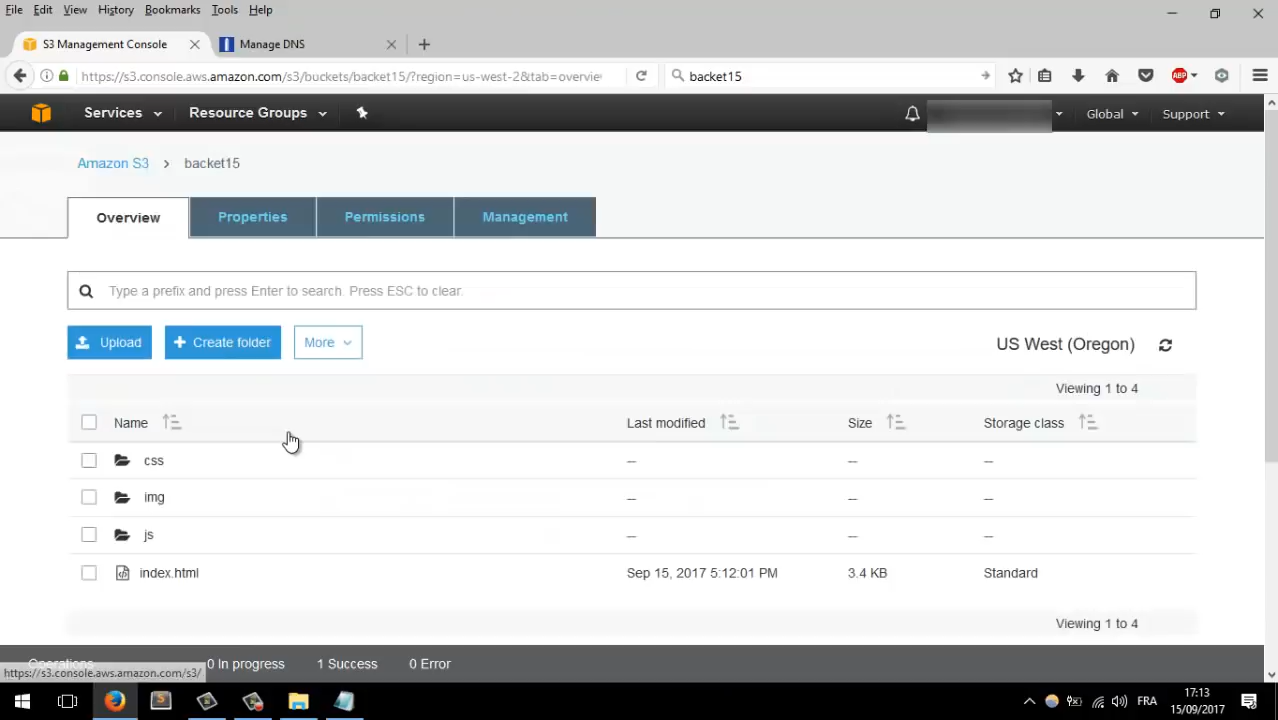 File Edit View History Bookmarks Tools Help
S3 Management Console Manage DNS
https://s3.console.aws.amazon.com/s3/buckets/backet15/?region=us-west-2&tab=overvie backet15 ABP
Services Resource Groups Global Support
Amazon S3 > backet15
Overview Properties Permissions Management
Type a prefix and press Enter to search. Press ESC to clear.
Upload + Create folder More US West (Oregon)
Viewing 1 to 4
Name Last modified Size Storage class
css -- -- --
img -- -- --
js -- -- --
index.html Sep 15, 2017 5:12:01 PM 3.4 KB Standard
Viewing 1 to 4
Operations 0 In progress 1 Success 0 Error
https://s3.console.aws.amazon.com/s3/
FRA 17:13
15/09/2017